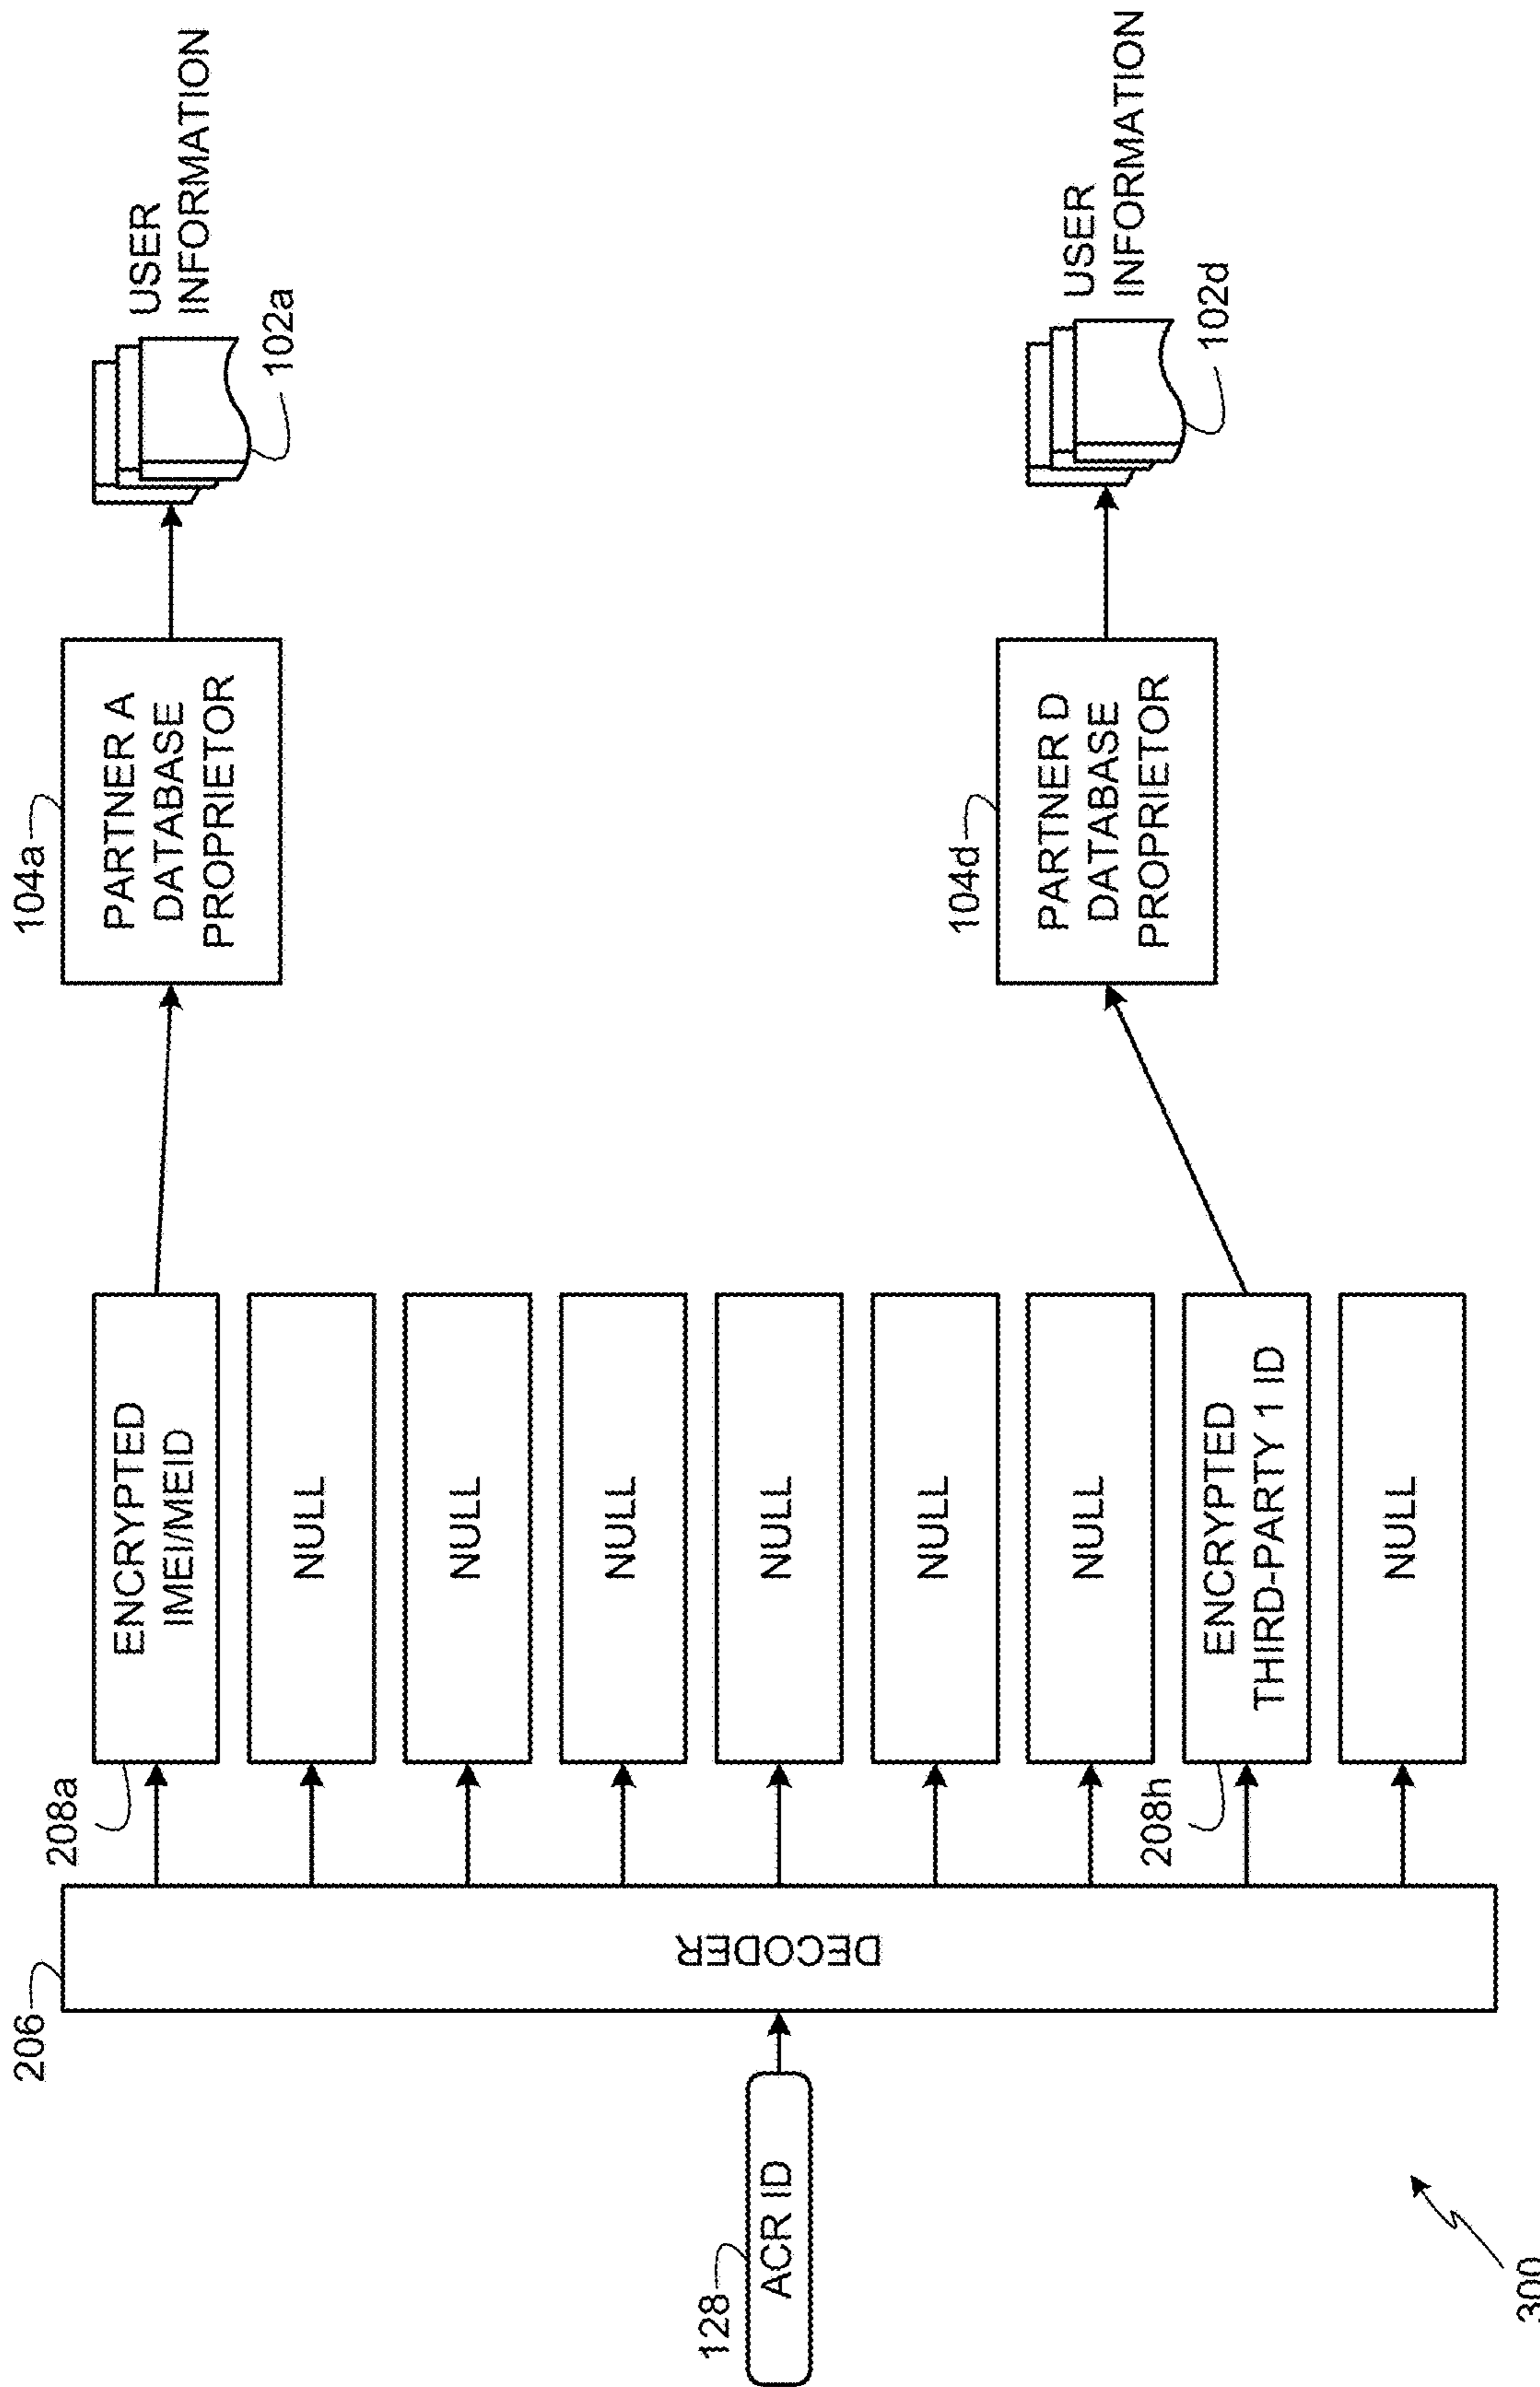 206
128
ACR ID
DECODER
208a
ENCRYPTED
IMEI/MEID
NULL
NULL
NULL
NULL
NULL
NULL
208h
ENCRYPTED
THIRD-PARTY 1 ID
NULL
104a
PARTNER A
DATABASE
PROPRIETOR
USER
INFORMATION
102a
104d
PARTNER D
DATABASE
PROPRIETOR
USER
INFORMATION
102d
300